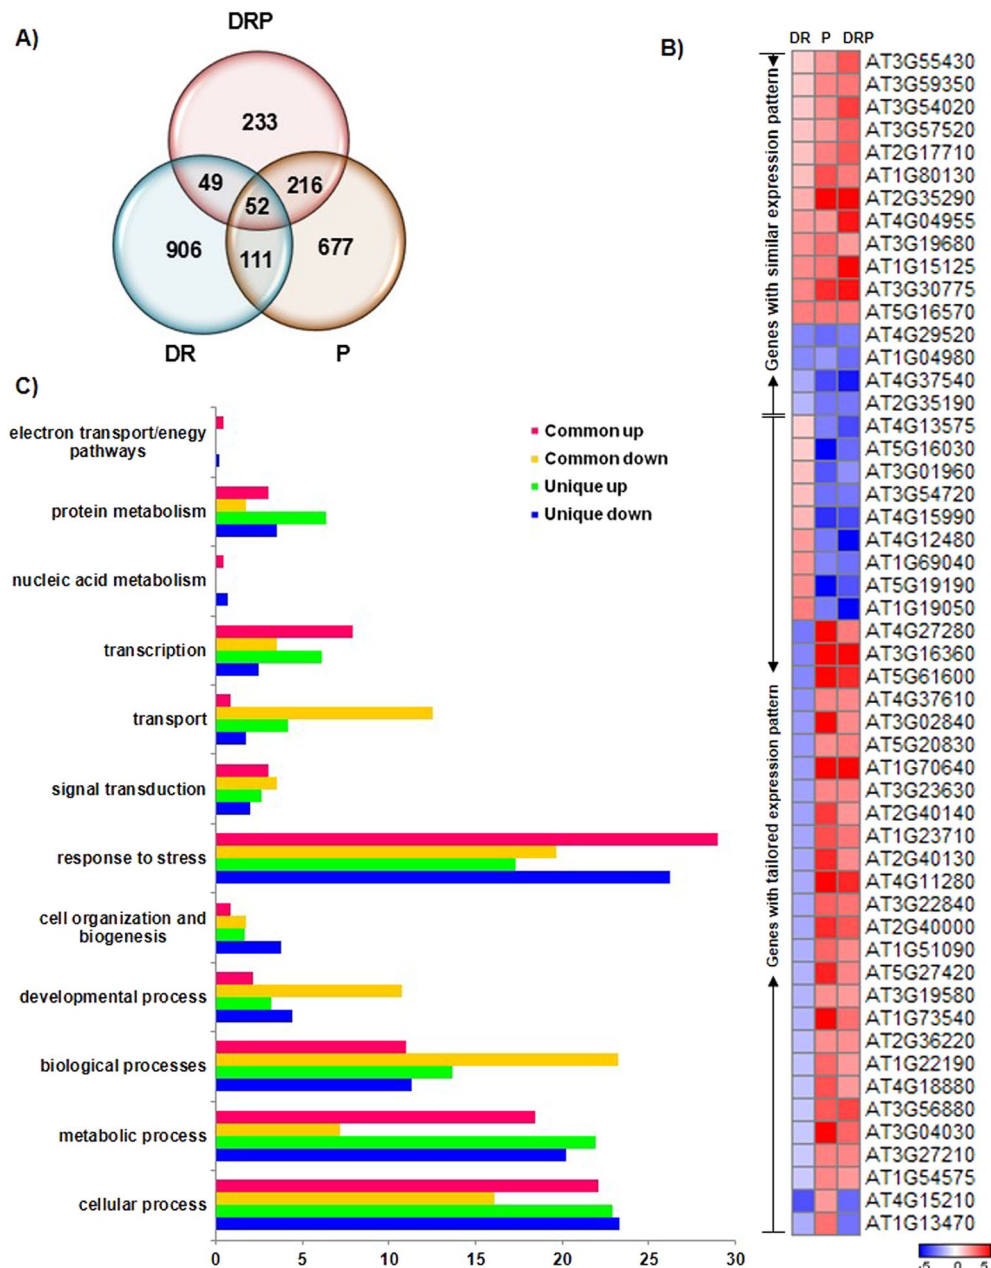 A)
DRP
233
49
216
52
906
111
677
DR
P
B)
DR P DRP
Genes with similar expression pattern
Genes with tailored expression pattern
AT3G55430
AT3G59350
AT3G54020
AT3G57520
AT2G17710
AT1G80130
AT2G35290
AT4G04955
AT3G19680
AT1G15125
AT3G30775
AT5G16570
AT4G29520
AT1G04980
AT4G37540
AT2G35190
AT4G13575
AT5G16030
AT3G01960
AT3G54720
AT4G15990
AT4G12480
AT1G69040
AT5G19190
AT1G19050
AT4G27280
AT3G16360
AT5G61600
AT4G37610
AT3G02840
AT5G20830
AT1G70640
AT3G23630
AT2G40140
AT1G23710
AT2G40130
AT4G11280
AT3G22840
AT2G40000
AT1G51090
AT5G27420
AT3G19580
AT1G73540
AT2G36220
AT1G22190
AT4G18880
AT3G56880
AT3G04030
AT3G27210
AT1G54575
AT4G15210
AT1G13470
-5 0 5
C)
Common up
Common down
Unique up
Unique down
electron transport/enegy
pathways
protein metabolism
nucleic acid metabolism
transcription
transport
signal transduction
response to stress
cell organization and
biogenesis
developmental process
biological processes
metabolic process
cellular process
0 5 10 15 20 25 30